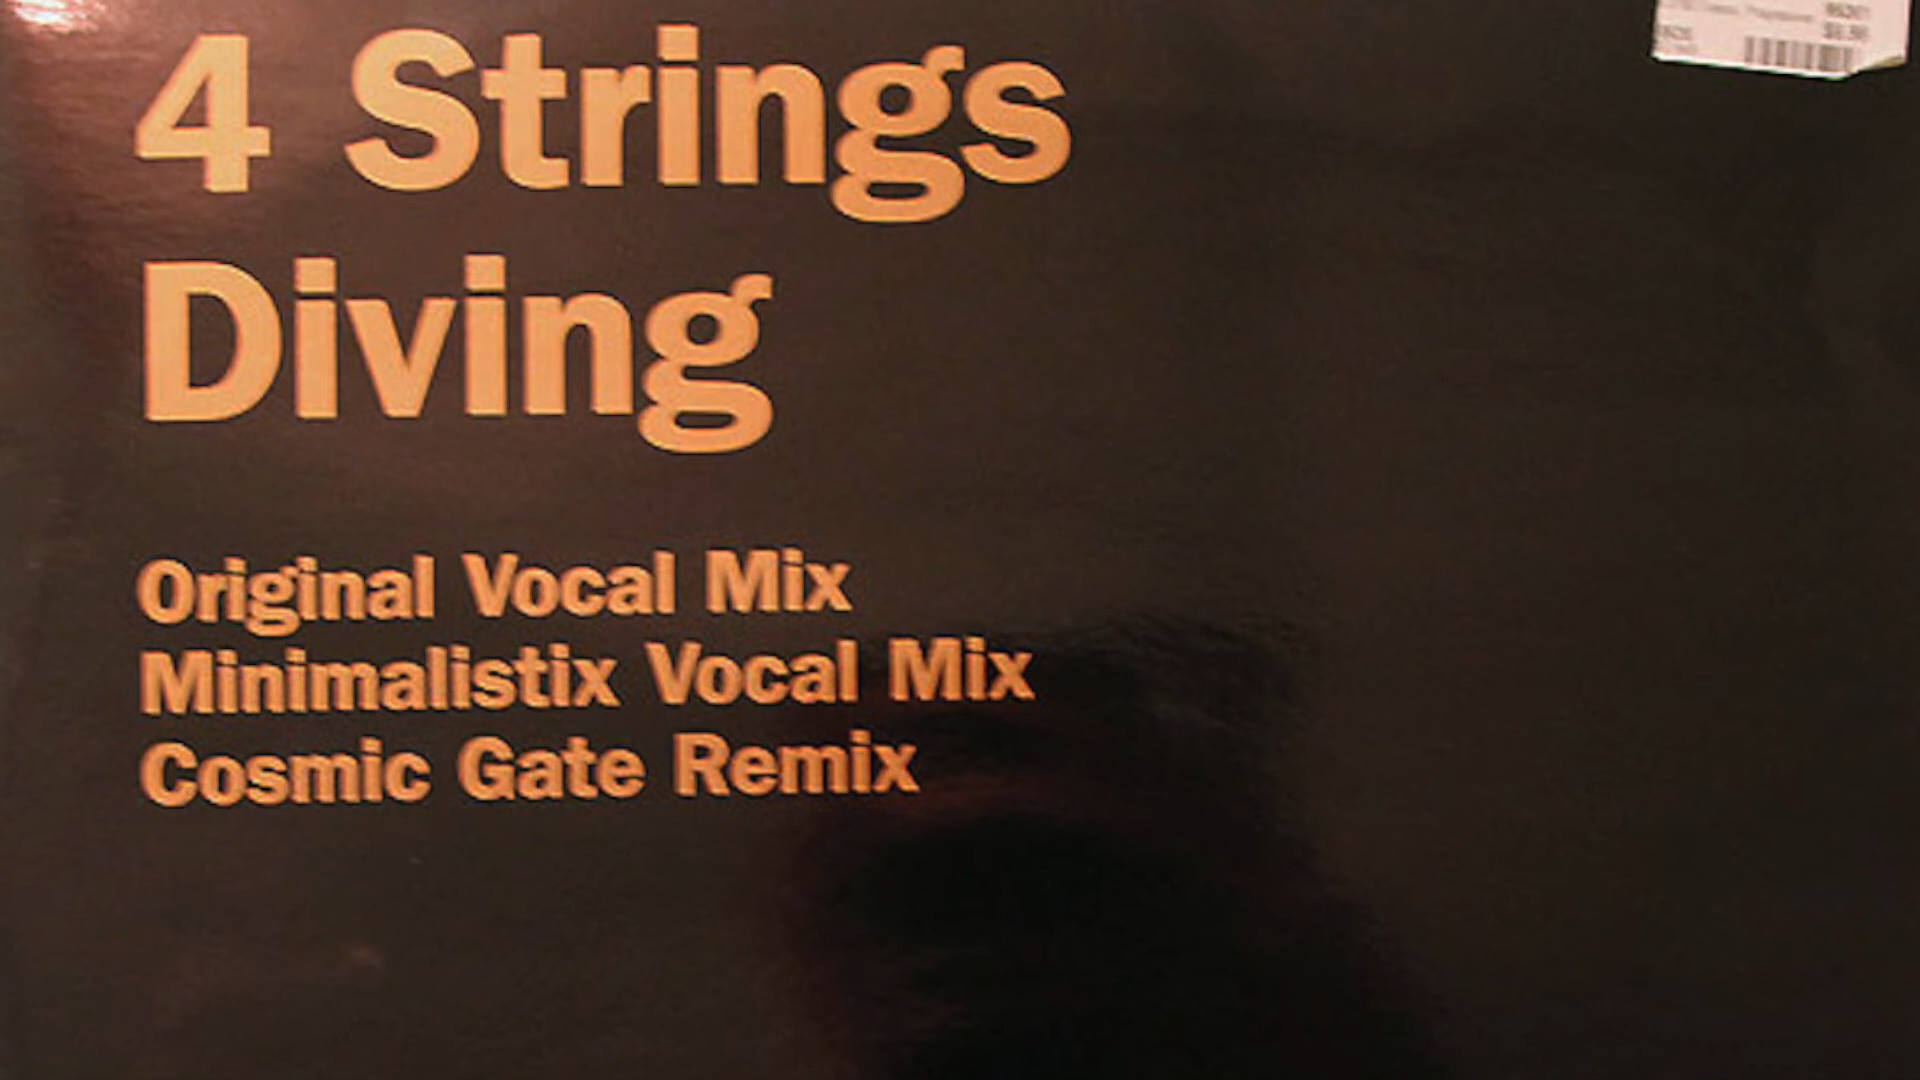 4 Strings
Diving
Original Vocal Mix
Minimalistix Vocal Mix
Cosmic Gate Remix